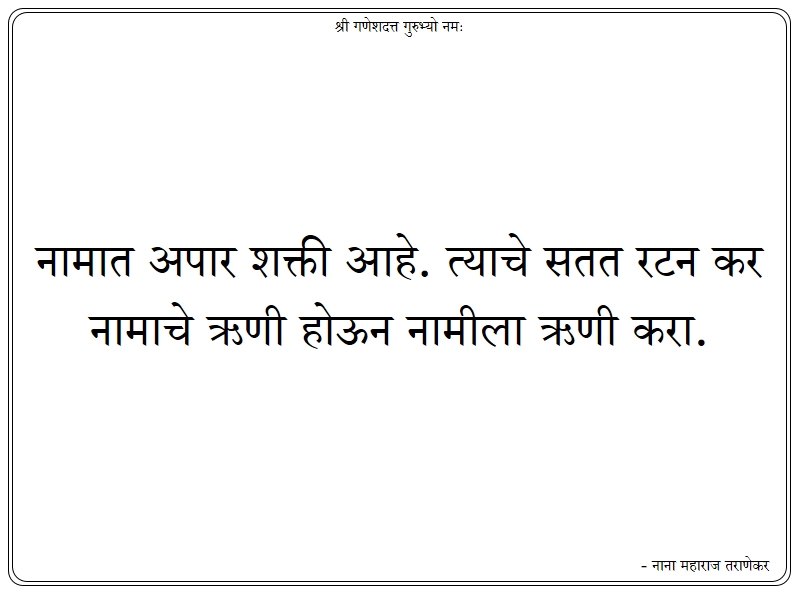 श्री गणेशदत्त गुरुभ्यो नमः
नामात अपार शक्ती आहे. त्याचे सतत रटन कर
नामाचे ऋणी होऊन नामीला ऋणी करा.
- नाना महाराज तराणेकर